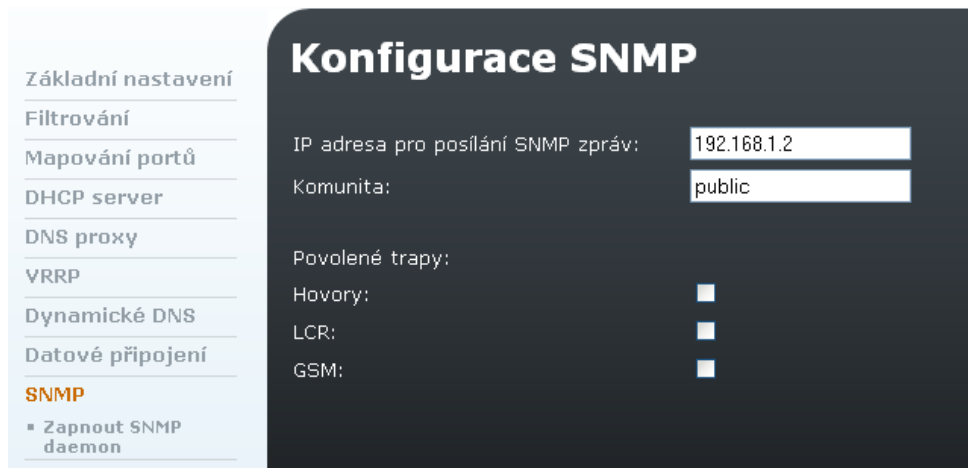 Základní nastavení
Filtrování
Mapování portů
DHCP server
DNS proxy
VRRP
Dynamické DNS
Datové připojení
SNMP
Zapnout SNMP
daemon
Konfigurace SNMP
IP adresa pro posílání SNMP zpráv: 192.168.1.2
Komunita: public
Povolené trapy:
Hovory:
LCR:
GSM: